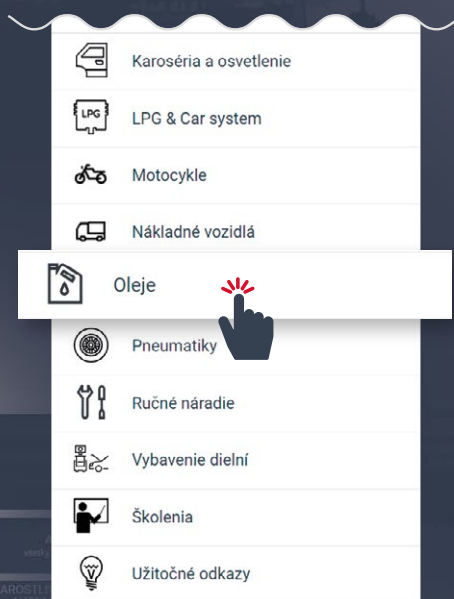 Karoséria a osvetlenie
LPG
LPG & Car system
Motocykle
Nákladné vozidlá
Oleje
Pneumatiky
Ručné náradie
Vybavenie dielní
Školenia
Užitočné odkazy